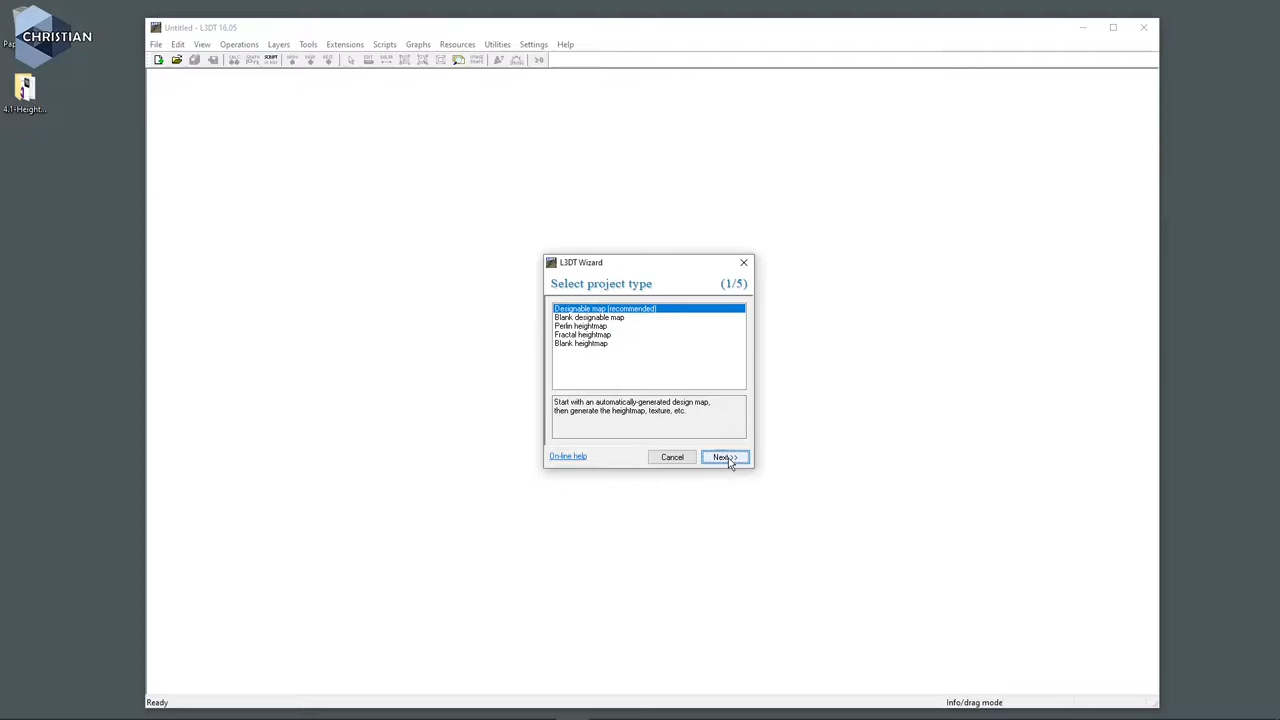 CHRISTIAN
Pap
4.1-Height...
Untitled - L3DT 16.05
File Edit View Operations Layers Tools Extensions Scripts Graphs Resources Utilities Settings Help
SCRIPT
L3DT Wizard
Select project type (1/5)
Designable map (recommended)
Blank designable map
Perlin heightmap
Fractal heightmap
Blank heightmap
Start with an automatically-generated design map,
then generate the heightmap, texture, etc.
On-line help Cancel Next>>
Ready Info/drag mode